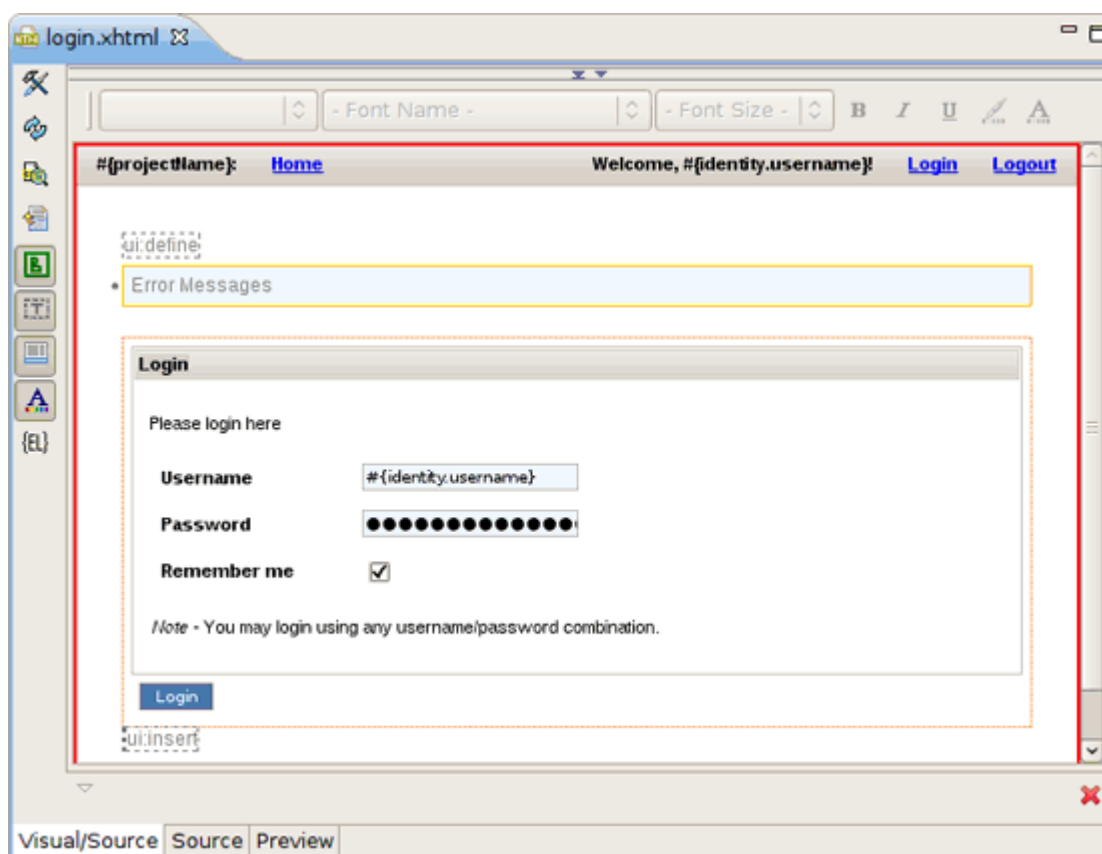 login.xhtml
- Font Name - - Font Size - B I U A
#{projectName}: Home Welcome, #{identity.username}! Login Logout
ui:define
Error Messages
Login
Please login here
Username #{identity.username}
Password
Remember me
Note - You may login using any username/password combination.
Login
ui:insert
{EL}
Visual/Source Source Preview